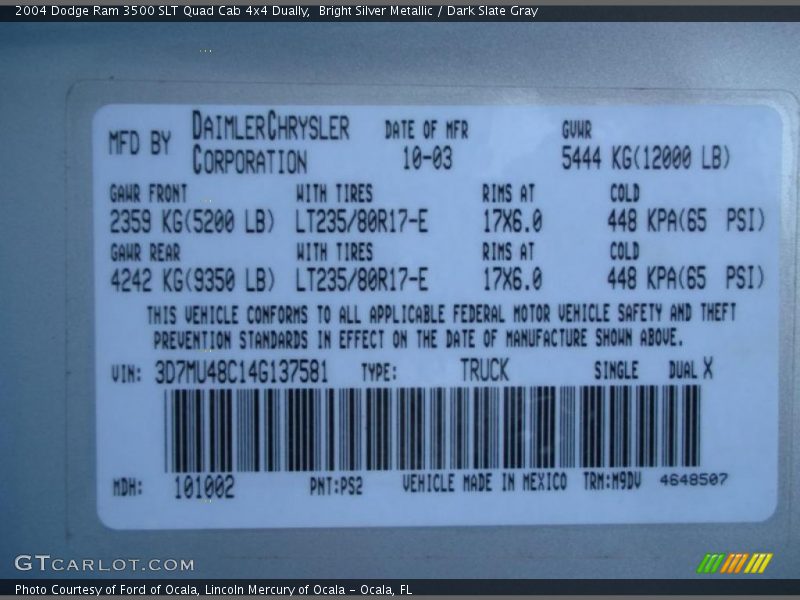 2004 Dodge Ram 3500 SLT Quad Cab 4x4 Dually,  Bright Silver Metallic / Dark Slate Gray
MFD BY DAIMLERCHRYSLER CORPORATION DATE OF MFR 10-03 GVWR 5444 KG(12000 LB)
GAWR FRONT WITH TIRES RIMS AT COLD
2359 KG(5200 LB) LT235/80R17-E 17X6.0 448 KPA(65 PSI)
GAWR REAR WITH TIRES RIMS AT COLD
4242 KG(9350 LB) LT235/80R17-E 17X6.0 448 KPA(65 PSI)
THIS VEHICLE CONFORMS TO ALL APPLICABLE FEDERAL MOTOR VEHICLE SAFETY AND THEFT
PREVENTION STANDARDS IN EFFECT ON THE DATE OF MANUFACTURE SHOWN ABOVE.
VIN: 3D7MU48C14G137581 TYPE: TRUCK SINGLE DUAL X
MDH: 101002 PNT:PS2 VEHICLE MADE IN MEXICO TRM:M9DV 4648507
GTCARLOT.COM
Photo Courtesy of Ford of Ocala, Lincoln Mercury of Ocala - Ocala, FL